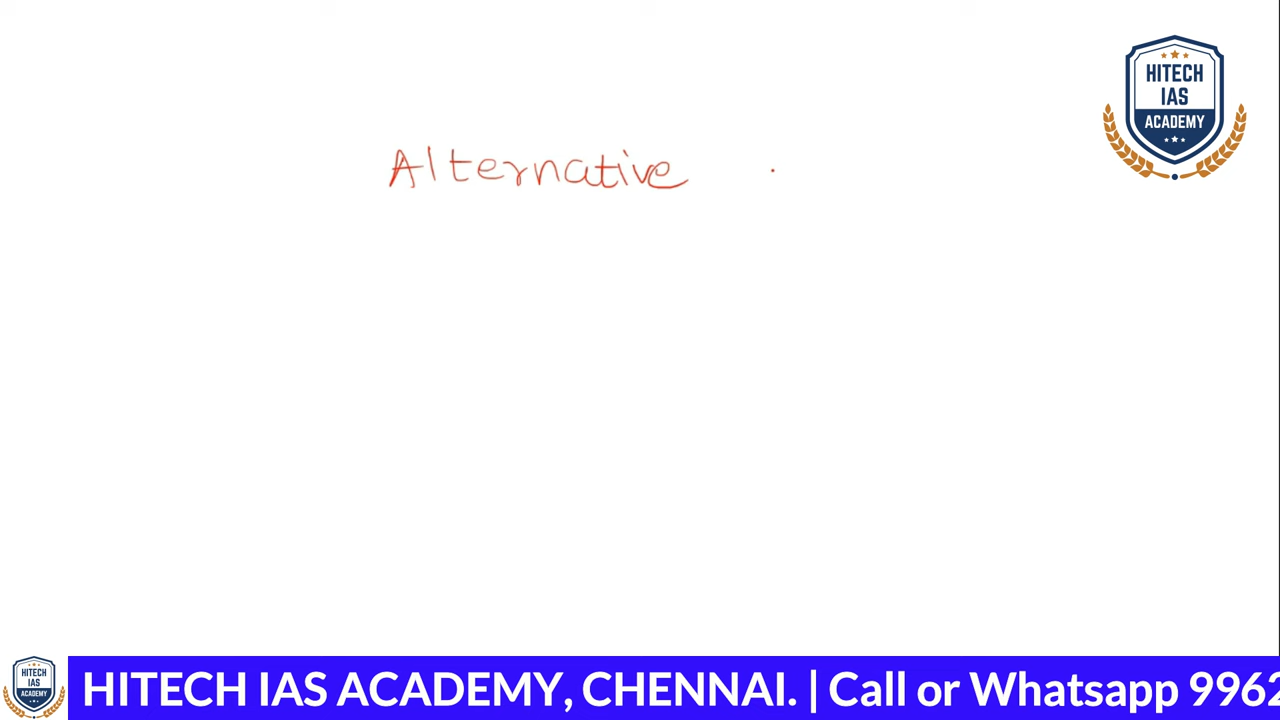 HITECH
IAS
ACADEMY
Alternative
HITECH
IAS
ACADEMY
HITECH IAS ACADEMY, CHENNAI. | Call or Whatsapp 9962